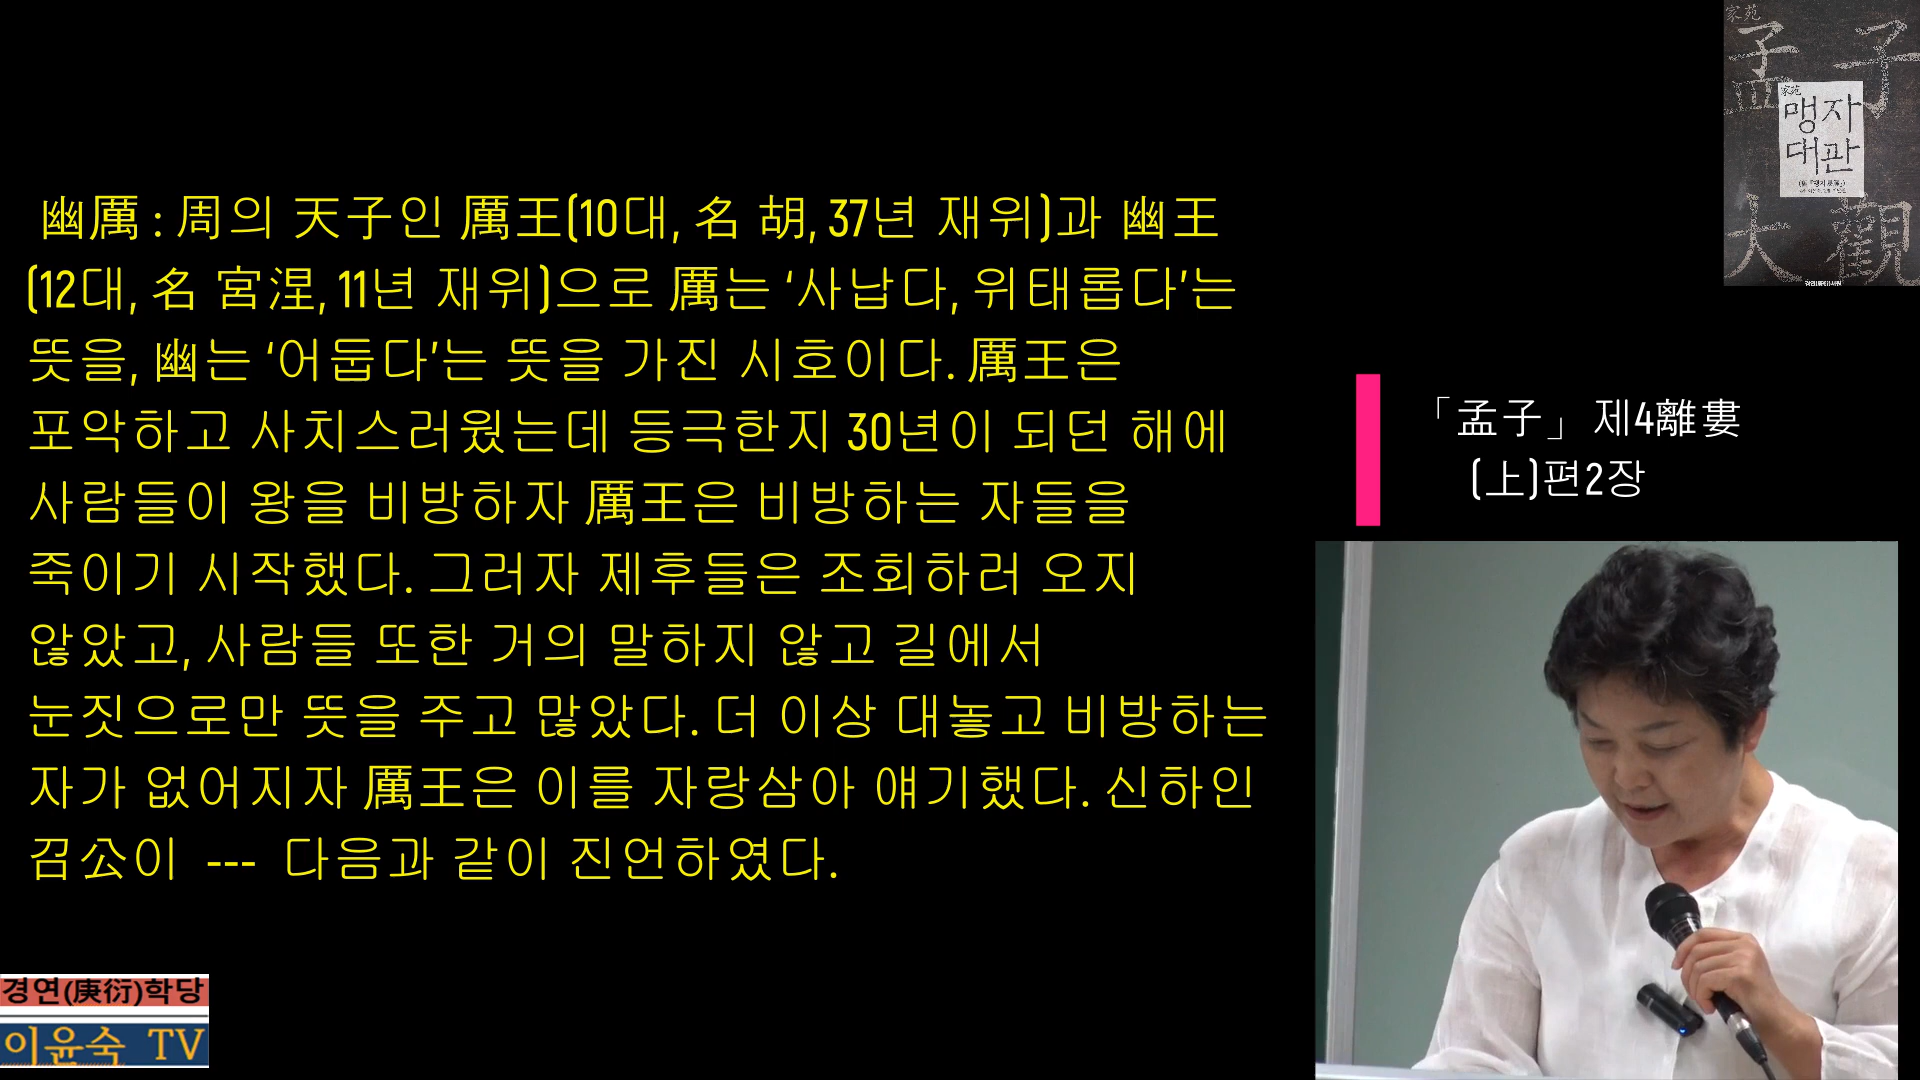 幽厲 : 周의 天子인 厲王(10대, 名 胡, 37년 재위)과 幽王
(12대, 名 宮涅, 11년 재위)으로 厲는 ‘사납다, 위태롭다’는
뜻을, 幽는 ‘어둡다’는 뜻을 가진 시호이다. 厲王은
포악하고 사치스러웠는데 등극한지 30년이 되던 해에
사람들이 왕을 비방하자 厲王은 비방하는 자들을
죽이기 시작했다. 그러자 제후들은 조회하러 오지
않았고, 사람들 또한 거의 말하지 않고 길에서
눈짓으로만 뜻을 주고 많았다. 더 이상 대놓고 비방하는
자가 없어지자 厲王은 이를 자랑삼아 얘기했다. 신하인
검公이 --- 다음과 같이 진언하였다.
家苑
孟子
家苑
맹자
대관
大觀
「孟子」 제4離婁
(上)편2장
경연(庚衍)학당
이윤숙 TV